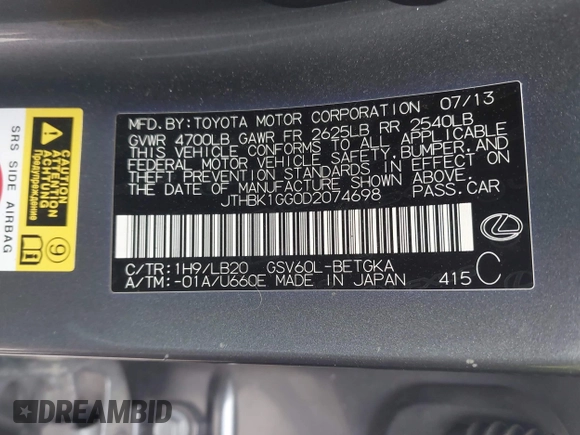 MFD. BY: TOYOTA MOTOR CORPORATION 07/13
GVWR 4700LB GAWR FR 2625LB RR 2540LB
THIS VEHICLE CONFORMS TO ALL APPLICABLE
FEDERAL MOTOR VEHICLE SAFETY, BUMPER, AND
THEFT PREVENTION STANDARDS IN EFFECT ON
THE DATE OF MANUFACTURE SHOWN ABOVE.
JTHBK1GG0D2074698 PASS. CAR
C/TR: 1H9/LB20 GSV60L-BETGKA
A/TM: -01A/U660E MADE IN JAPAN 415 C
SRS SIDE AIRBAG
ATTENTION
9
DREAMBID